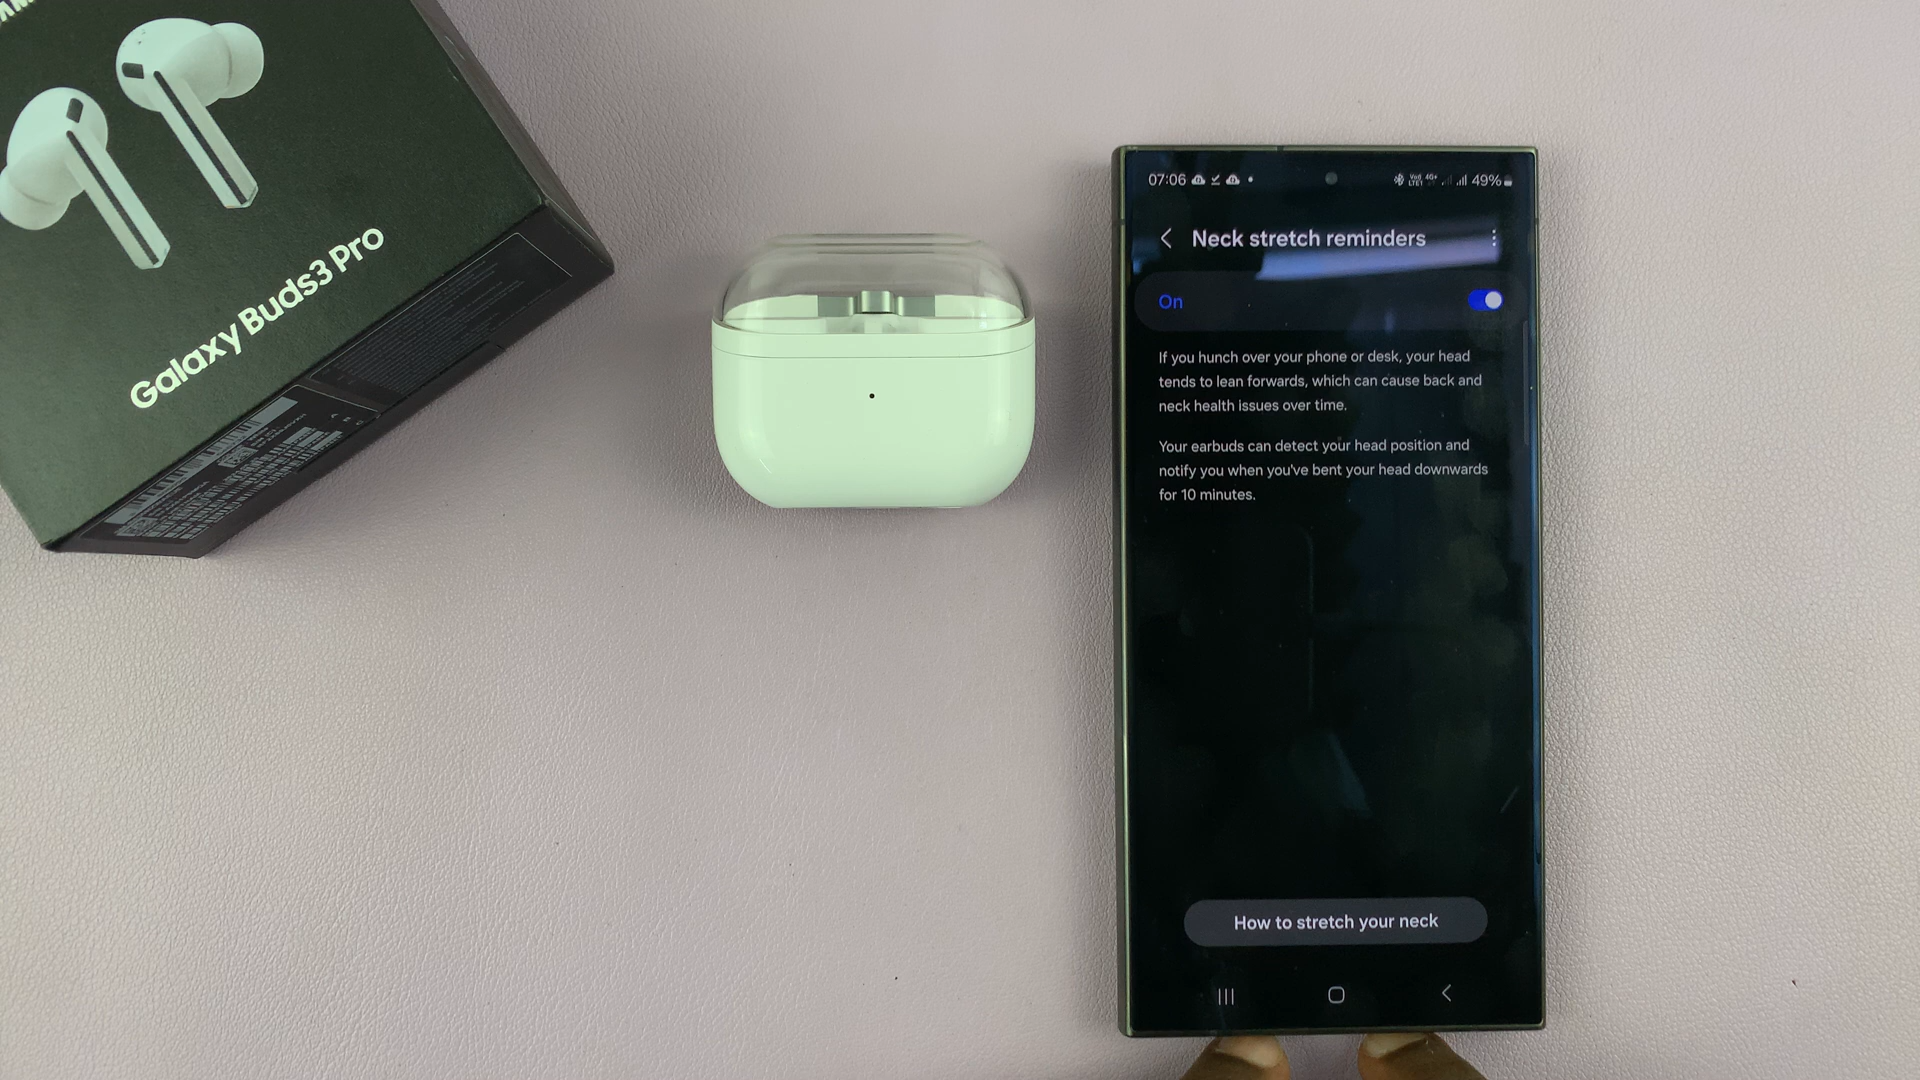 Galaxy Buds3 Pro
07:06
49%
Neck stretch reminders
On
If you hunch over your phone or desk, your head
tends to lean forwards, which can cause back and
neck health issues over time.
Your earbuds can detect your head position and
notify you when you've bent your head downwards
for 10 minutes.
How to stretch your neck